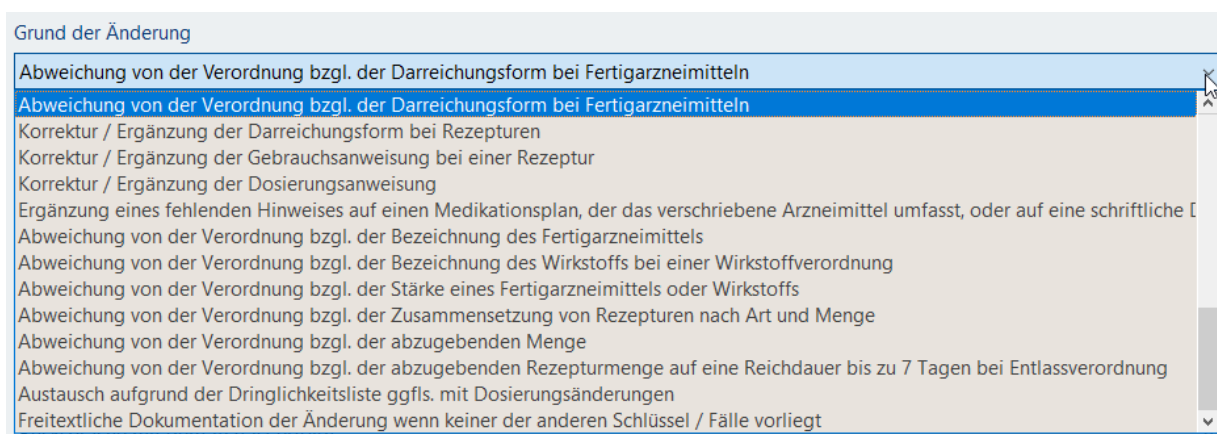 Grund der Änderung
Abweichung von der Verordnung bzgl. der Darreichungsform bei Fertigarzneimitteln
Abweichung von der Verordnung bzgl. der Darreichungsform bei Fertigarzneimitteln
Korrektur / Ergänzung der Darreichungsform bei Rezepturen
Korrektur / Ergänzung der Gebrauchsanweisung bei einer Rezeptur
Korrektur / Ergänzung der Dosierungsanweisung
Ergänzung eines fehlenden Hinweises auf einen Medikationsplan, der das verschriebene Arzneimittel umfasst, oder auf eine schriftliche
Abweichung von der Verordnung bzgl. der Bezeichnung des Fertigarzneimittels
Abweichung von der Verordnung bzgl. der Bezeichnung des Wirkstoffs bei einer Wirkstoffverordnung
Abweichung von der Verordnung bzgl. der Stärke eines Fertigarzneimittels oder Wirkstoffs
Abweichung von der Verordnung bzgl. der Zusammensetzung von Rezepturen nach Art und Menge
Abweichung von der Verordnung bzgl. der abzugebenden Menge
Abweichung von der Verordnung bzgl. der abzugebenden Rezepturmenge auf eine Reichdauer bis zu 7 Tagen bei Entlassverordnung
Austausch aufgrund der Dringlichkeitsliste ggfls. mit Dosierungsänderungen
Freitextliche Dokumentation der Änderung wenn keiner der anderen Schlüssel / Fälle vorliegt